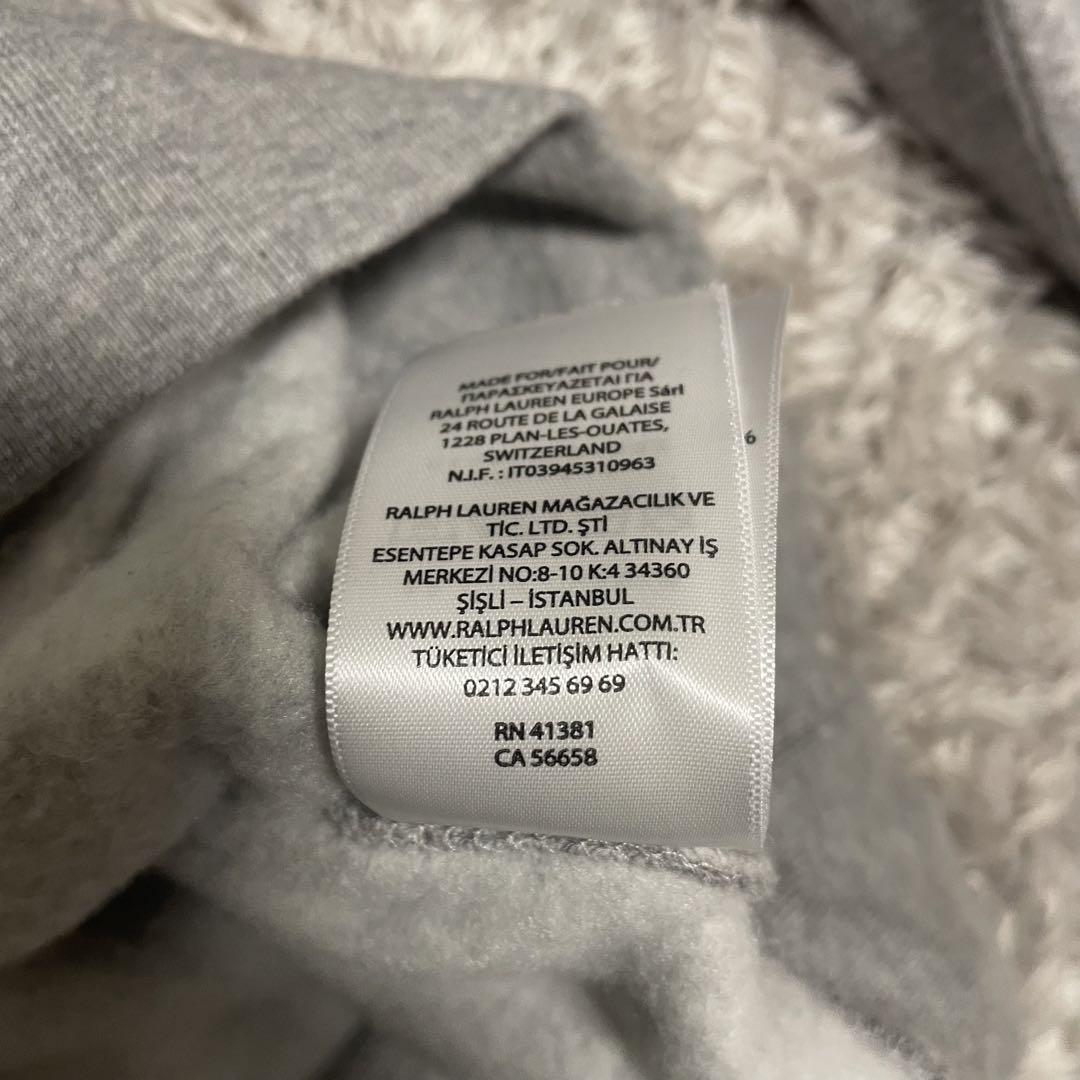 MADE FOR/FAIT POUR/
ΠΑΡΑΣΚΕΥΑΖΕΤΑΙ ΓΙΑ
RALPH LAUREN EUROPE Sárl
24 ROUTE DE LA GALAISE
1228 PLAN-LES-OUATES,
SWITZERLAND
N.I.F. : IT03945310963
RALPH LAUREN MAĞAZACILIK VE
TİC. LTD. ŞTİ
ESENTEPE KASAP SOK. ALTINAY İŞ
MERKEZİ NO:8-10 K:4 34360
ŞİŞLİ – İSTANBUL
WWW.RALPHLAUREN.COM.TR
TÜKETİCİ İLETİŞİM HATTI:
0212 345 69 69
RN 41381
CA 56658
6